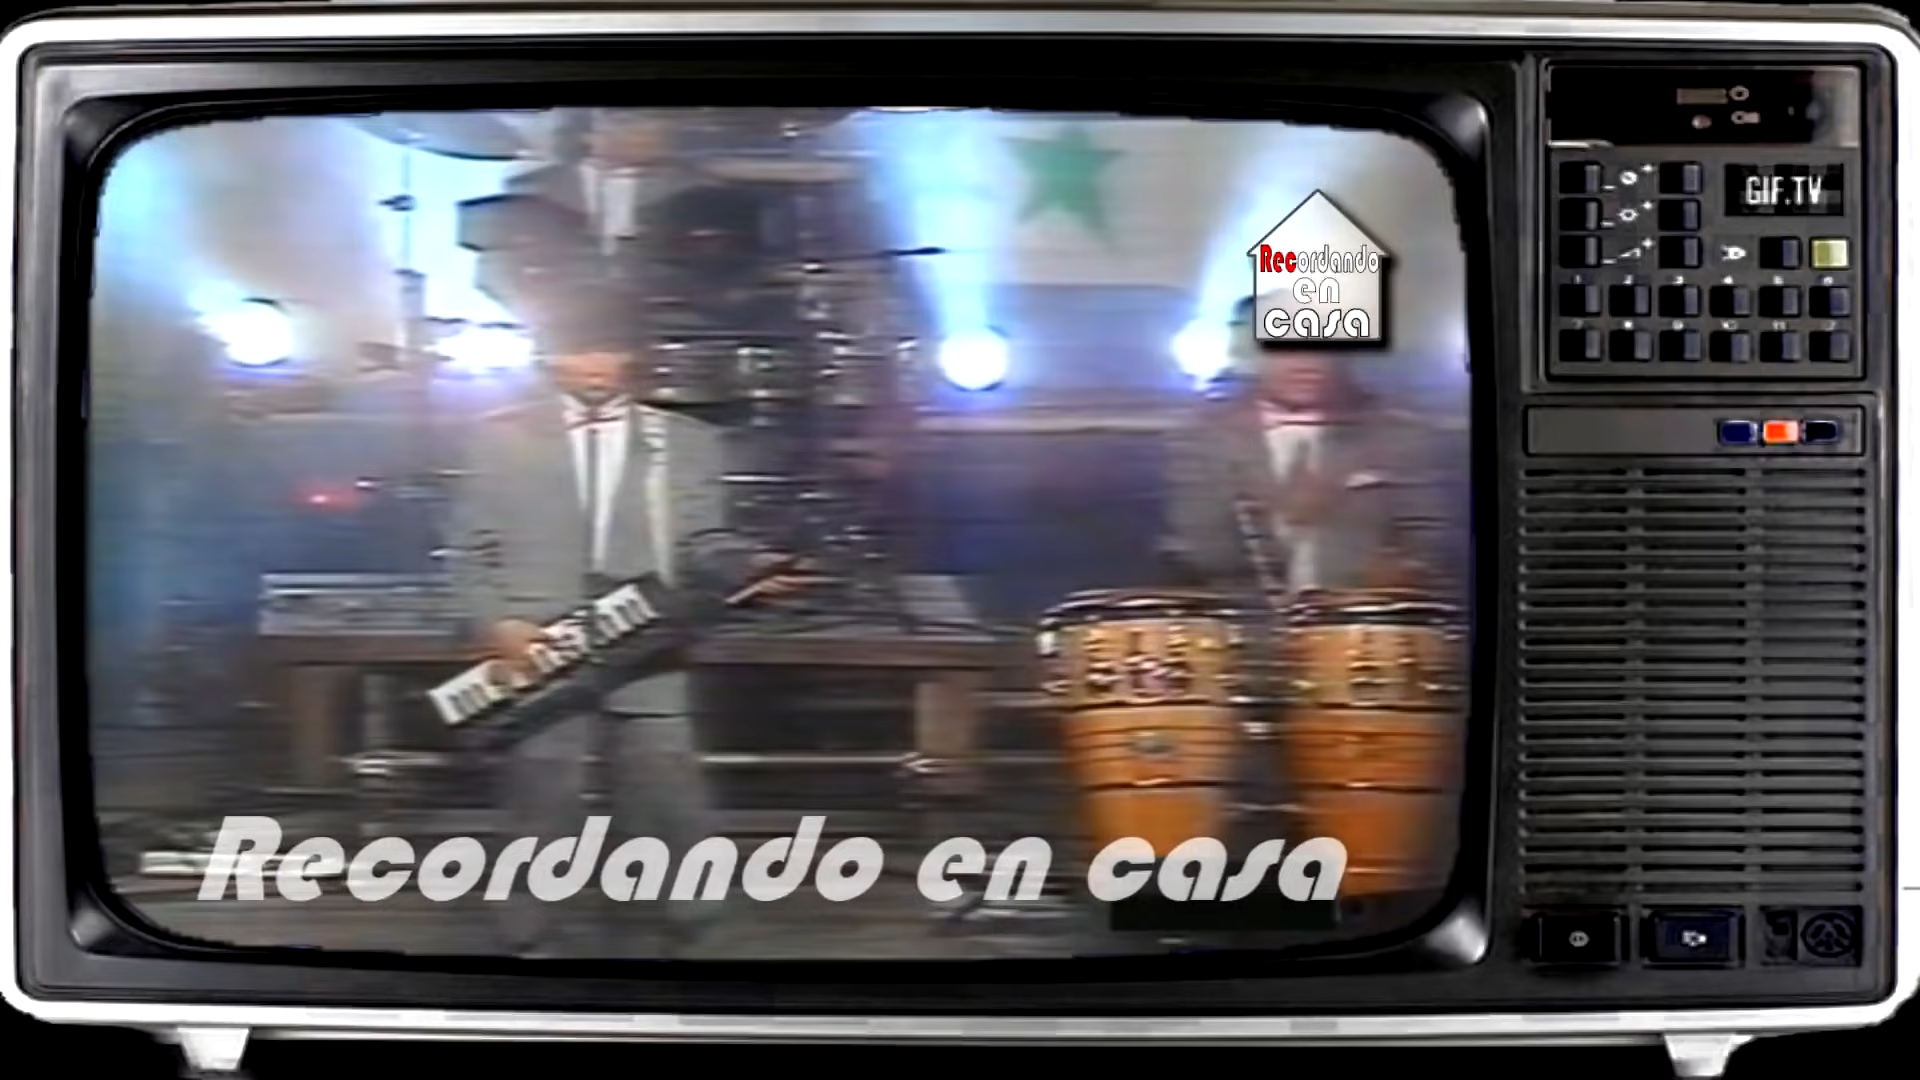 GIF.TV
Recordando
en
casa
Recordando en casa